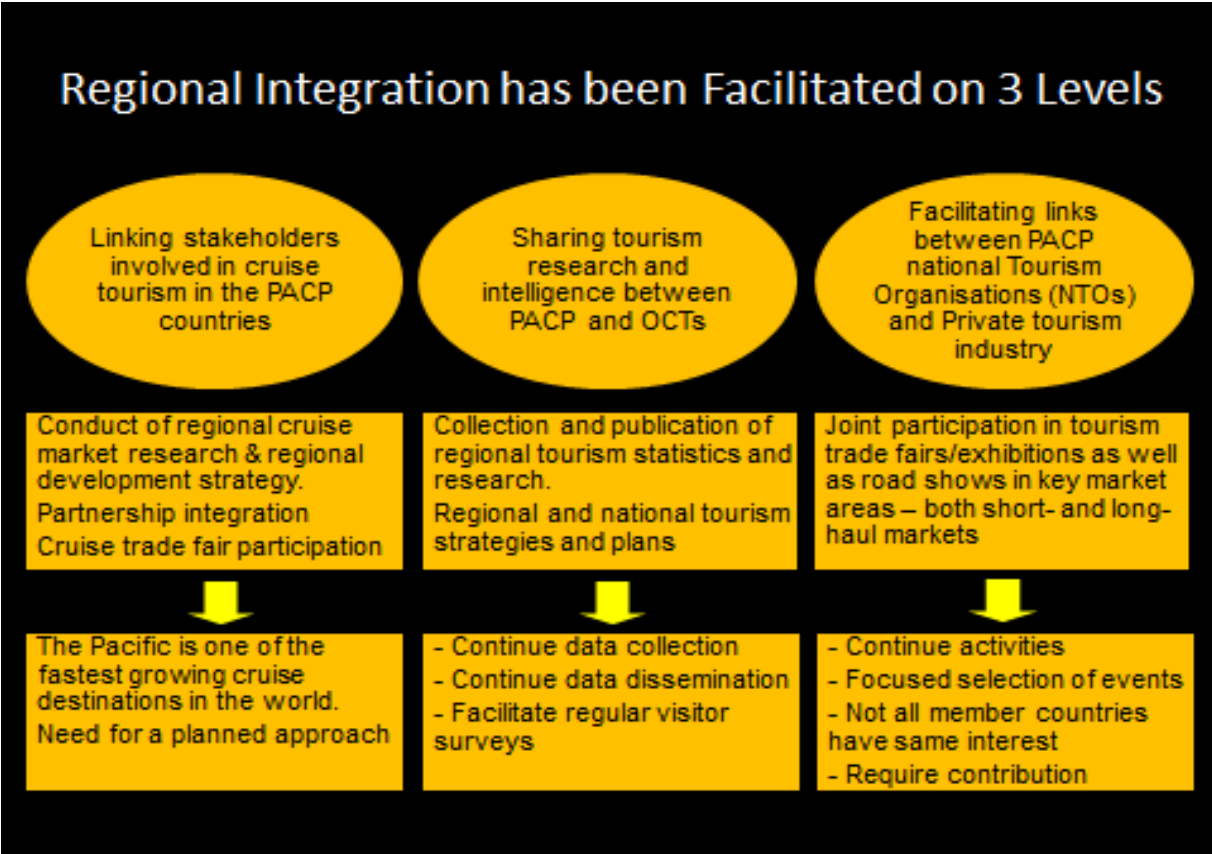 Regional Integration has been Facilitated on 3 Levels
Linking stakeholders
involved in cruise
tourism in the PACP
countries
Conduct of regional cruise
market research & regional
development strategy.
Partnership integration
Cruise trade fair participation
The Pacific is one of the
fastest growing cruise
destinations in the world.
Need for a planned approach
Sharing tourism
research and
intelligence between
PACP and OCTs
Collection and publication of
regional tourism statistics and
research.
Regional and national tourism
strategies and plans
- Continue data collection
- Continue data dissemination
- Facilitate regular visitor
surveys
Facilitating links
between PACP
national Tourism
Organisations (NTOs)
and Private tourism
industry
Joint participation in tourism
trade fairs/exhibitions as well
as road shows in key market
areas – both short- and long-
haul markets
- Continue activities
- Focused selection of events
- Not all member countries
have same interest
- Require contribution